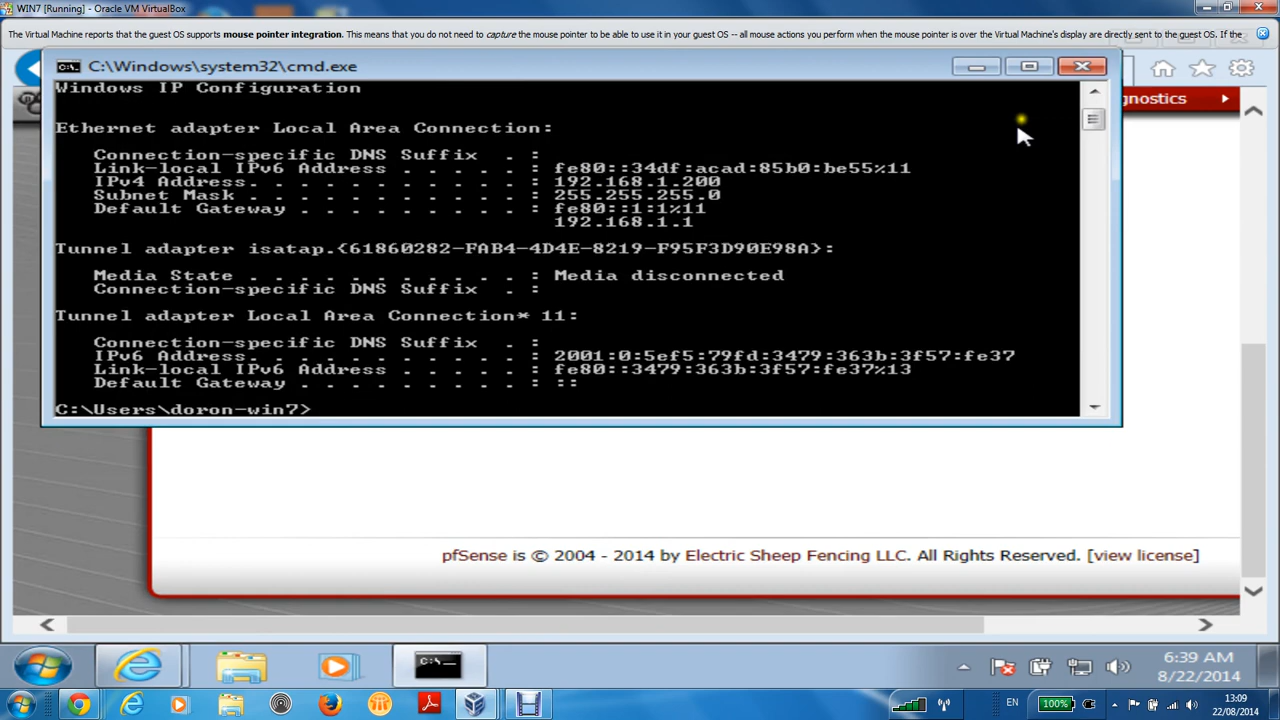 WIN7 [Running] - Oracle VM VirtualBox
The Virtual Machine reports that the guest OS supports mouse pointer integration. This means that you do not need to capture the mouse pointer to be able to use it in your guest OS -- all mouse actions you perform when the mouse pointer is over the Virtual Machine's display are directly sent to the guest OS. If the
C:\Windows\system32\cmd.exe
gnostics
Windows IP Configuration
Ethernet adapter Local Area Connection:
Connection-specific DNS Suffix . :
Link-local IPv6 Address . . . . . : fe80::34df:acad:85b0:be55%11
IPv4 Address. . . . . . . . . . . : 192.168.1.200
Subnet Mask . . . . . . . . . . . : 255.255.255.0
Default Gateway . . . . . . . . . : fe80::1:1%11
192.168.1.1
Tunnel adapter isatap.{61860282-FAB4-4D4E-8219-F95F3D90E98A}:
Media State . . . . . . . . . . . : Media disconnected
Connection-specific DNS Suffix . :
Tunnel adapter Local Area Connection* 11:
Connection-specific DNS Suffix . :
IPv6 Address. . . . . . . . . . . : 2001:0:5ef5:79fd:3479:363b:3f57:fe37
Link-local IPv6 Address . . . . . : fe80::3479:363b:3f57:fe37%13
Default Gateway . . . . . . . . . : ::
C:\Users\doron-win7>
pfSense is © 2004 - 2014 by Electric Sheep Fencing LLC. All Rights Reserved. [view license]
6:39 AM
8/22/2014
EN
100%
13:09
22/08/2014